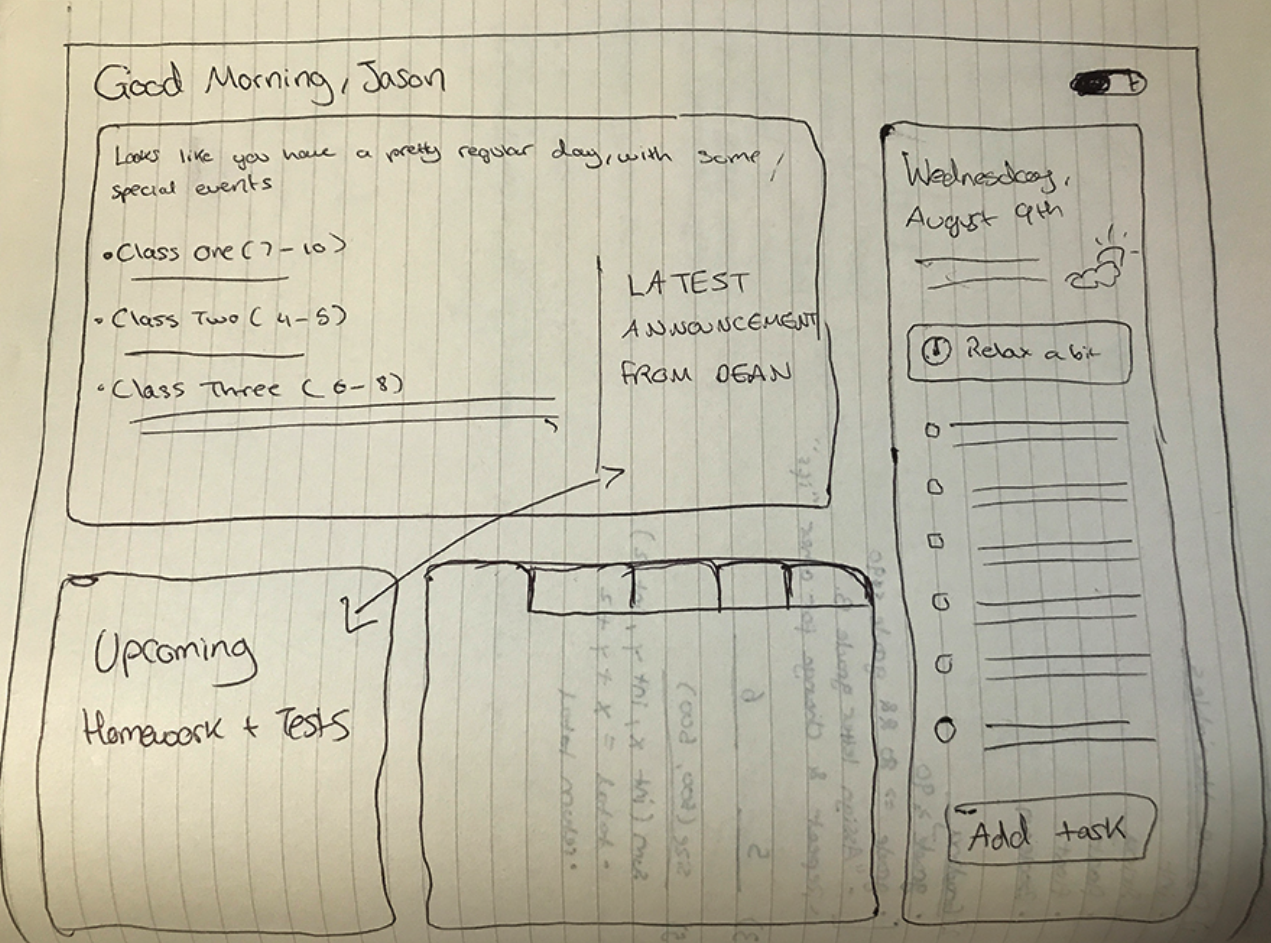 Good Morning, Jason
Looks like you have a pretty regular day, with some
special events
• Class One (7-10)
• Class Two (4-5)
• Class Three (6-8)
LATEST
ANNOUNCEMENT
FROM DEAN
Upcoming
Homework + Tests
Wednesday,
August 9th
Relax a bit
Add task